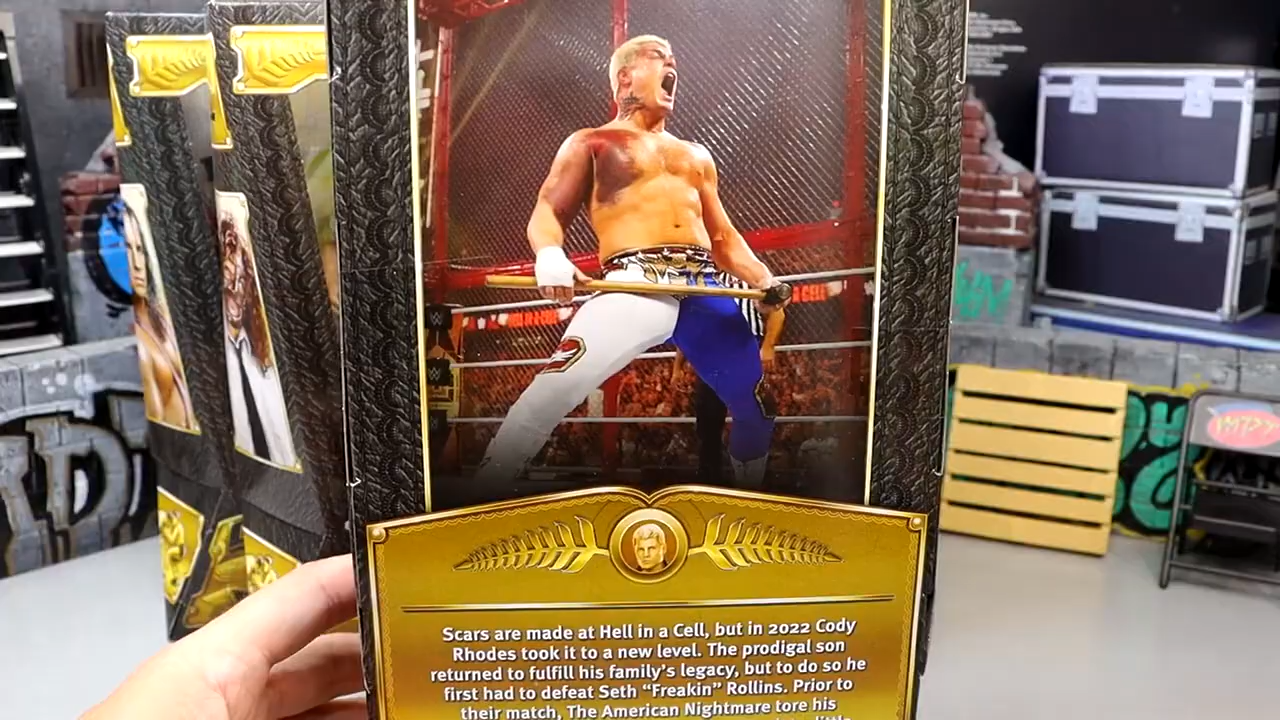 A CELL
Scars are made at Hell in a Cell, but in 2022 Cody
Rhodes took it to a new level. The prodigal son
returned to fulfill his family's legacy, but to do so he
first had to defeat Seth "Freakin" Rollins. Prior to
their match, The American Nightmare tore his